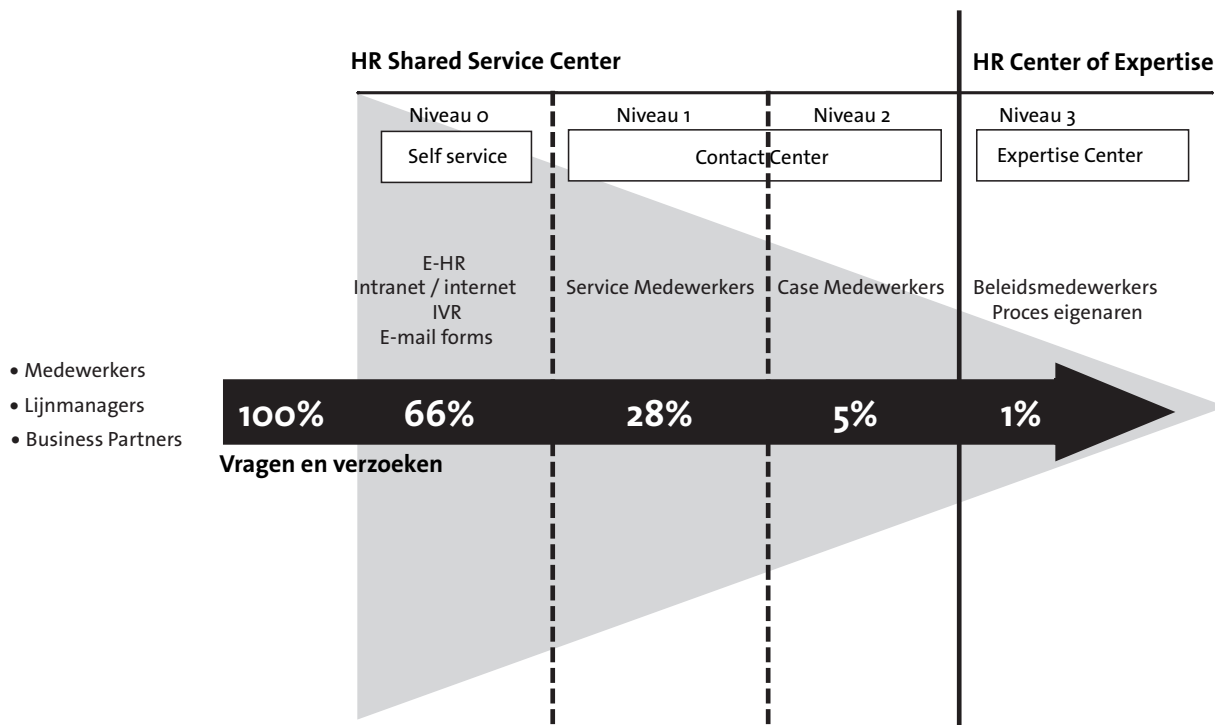 HR Shared Service Center
HR Center of Expertise
Niveau 0
Niveau 1
Niveau 2
Niveau 3
Self service
Contact Center
Expertise Center
E-HR
Intranet / internet
IVR
E-mail forms
Service Medewerkers
Case Medewerkers
Beleidsmedewerkers
Proces eigenaren
• Medewerkers
• Lijnmanagers
• Business Partners
100%
66%
28%
5%
1%
Vragen en verzoeken